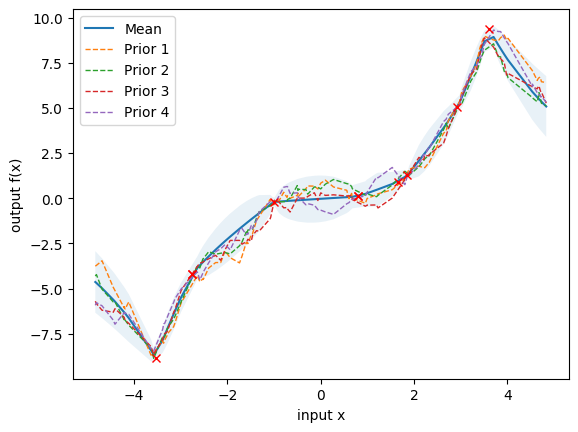 10.0
7.5
5.0
2.5
0.0
−2.5
−5.0
−7.5
output f(x)
Mean
Prior 1
Prior 2
Prior 3
Prior 4
−4
−2
0
2
4
input x